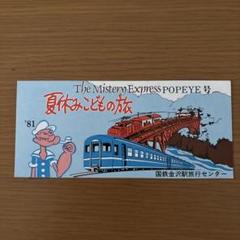 The Mistery Express POPEYE 号
夏休みこどもの旅
'81
国鉄金沢駅旅行センター